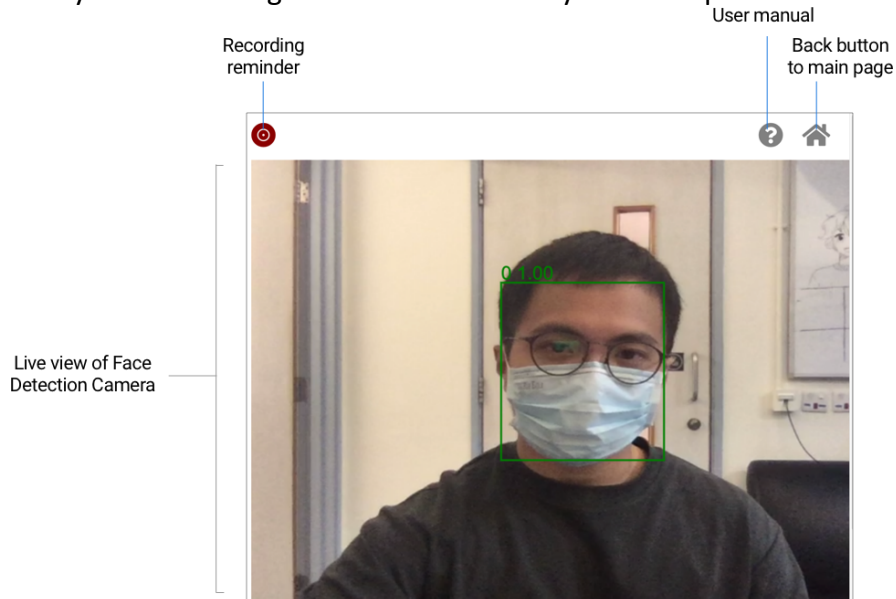 User manual
Recording
reminder
Back button
to main page
0 1.00
Live view of Face
Detection Camera